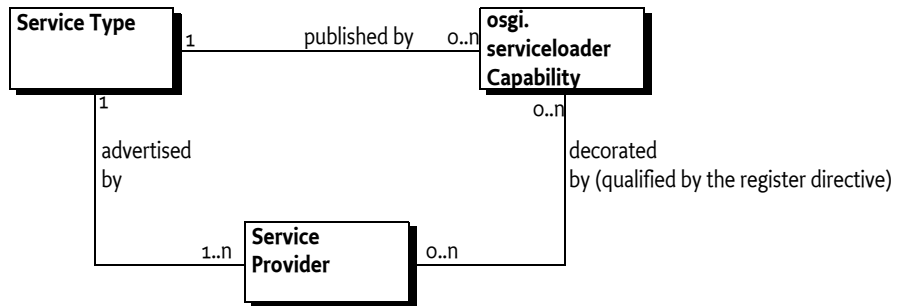 Service Type
osgi.
serviceloader
Capability
1
published by
0..n
1
0..n
advertised
by
decorated
by (qualified by the register directive)
Service
Provider
1..n
0..n